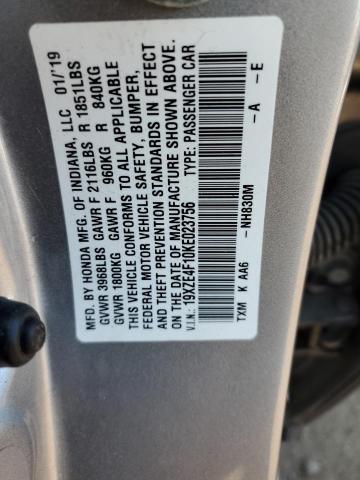 MFD. BY HONDA MFG. OF INDIANA, LLC 01/'19
GVWR 3968LBS GAWR F 2116LBS R 1851LBS
GVWR 1800KG GAWR F 960KG R 840KG
THIS VEHICLE CONFORMS TO ALL APPLICABLE
FEDERAL MOTOR VEHICLE SAFETY, BUMPER,
AND THEFT PREVENTION STANDARDS IN EFFECT
ON THE DATE OF MANUFACTURE SHOWN ABOVE.
V.I.N.: 19XZE4F10KE023756 TYPE: PASSENGER CAR
TXM K AA6 -NH830M -A -E